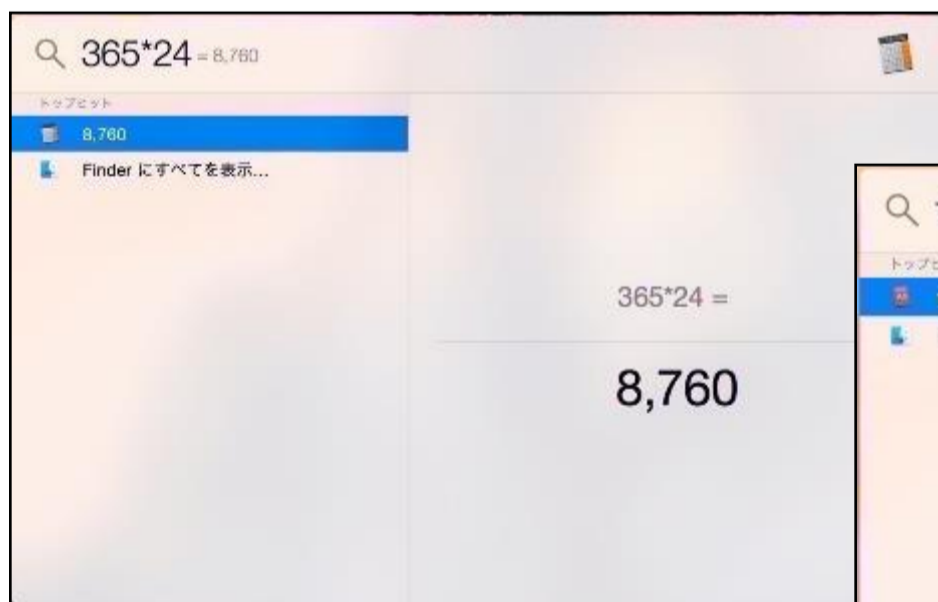 365*24 = 8,760
トップヒット
8,760
Finder にすべてを表示...
365*24 =
8,760
トップ